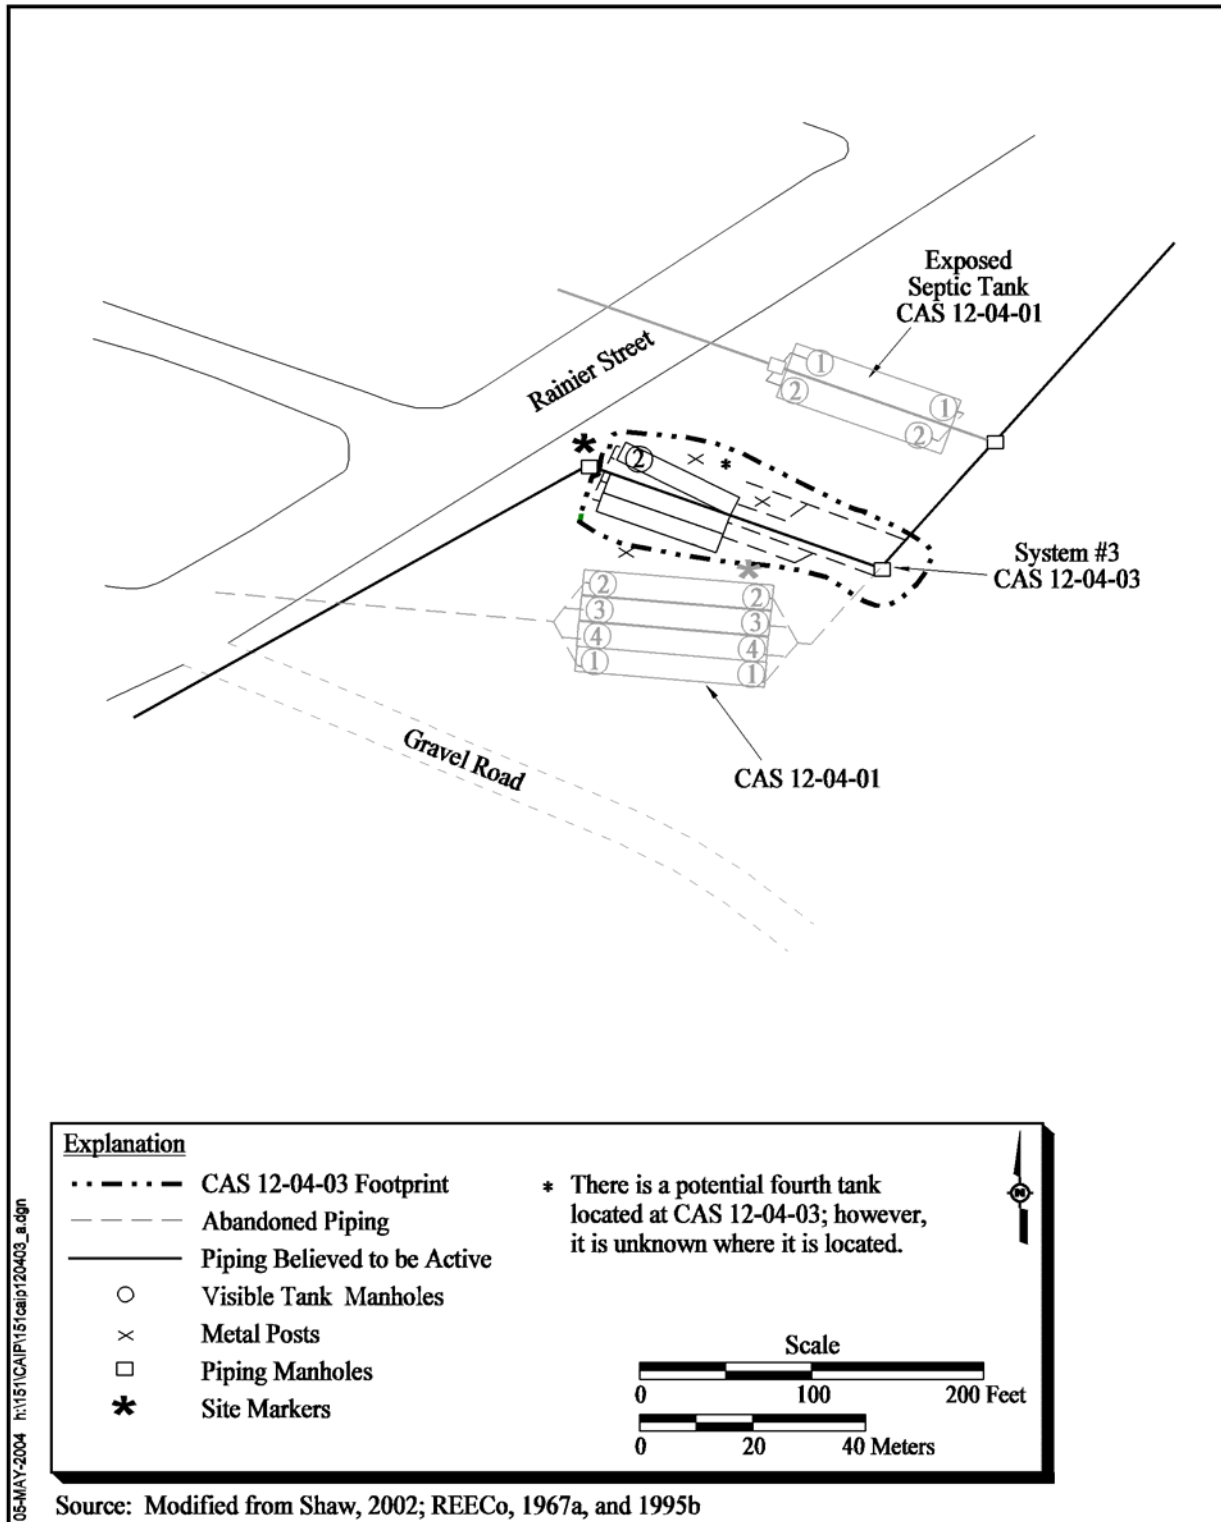 Exposed
Septic Tank
CAS 12-04-01
Rainier Street
1
2
1
2
*
2
*
System #3
CAS 12-04-03
*
2
3
4
1
2
3
4
1
CAS 12-04-01
Gravel Road
Explanation
CAS 12-04-03 Footprint
Abandoned Piping
Piping Believed to be Active
Visible Tank Manholes
Metal Posts
Piping Manholes
* Site Markers
* There is a potential fourth tank
located at CAS 12-04-03; however,
it is unknown where it is located.
N
Scale
0 100 200 Feet
0 20 40 Meters
05-MAY-2004 h:\151\CAIP\151caip120403_a.dgn
Source: Modified from Shaw, 2002; REECo, 1967a, and 1995b